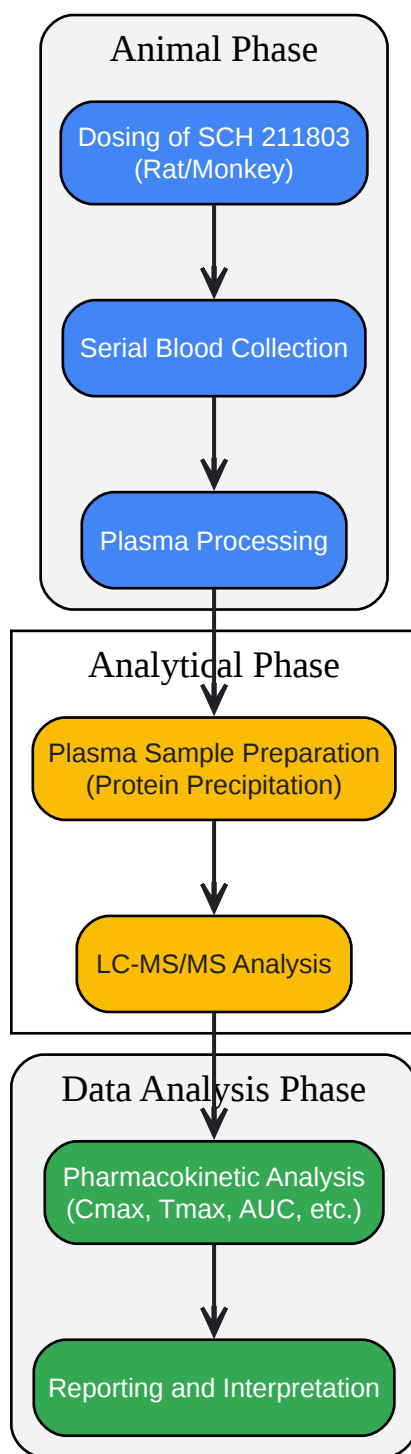 Animal Phase
Dosing of SCH 211803
(Rat/Monkey)
Serial Blood Collection
Plasma Processing
Analytical Phase
Plasma Sample Preparation
(Protein Precipitation)
LC-MS/MS Analysis
Data Analysis Phase
Pharmacokinetic Analysis
(Cmax, Tmax, AUC, etc.)
Reporting and Interpretation